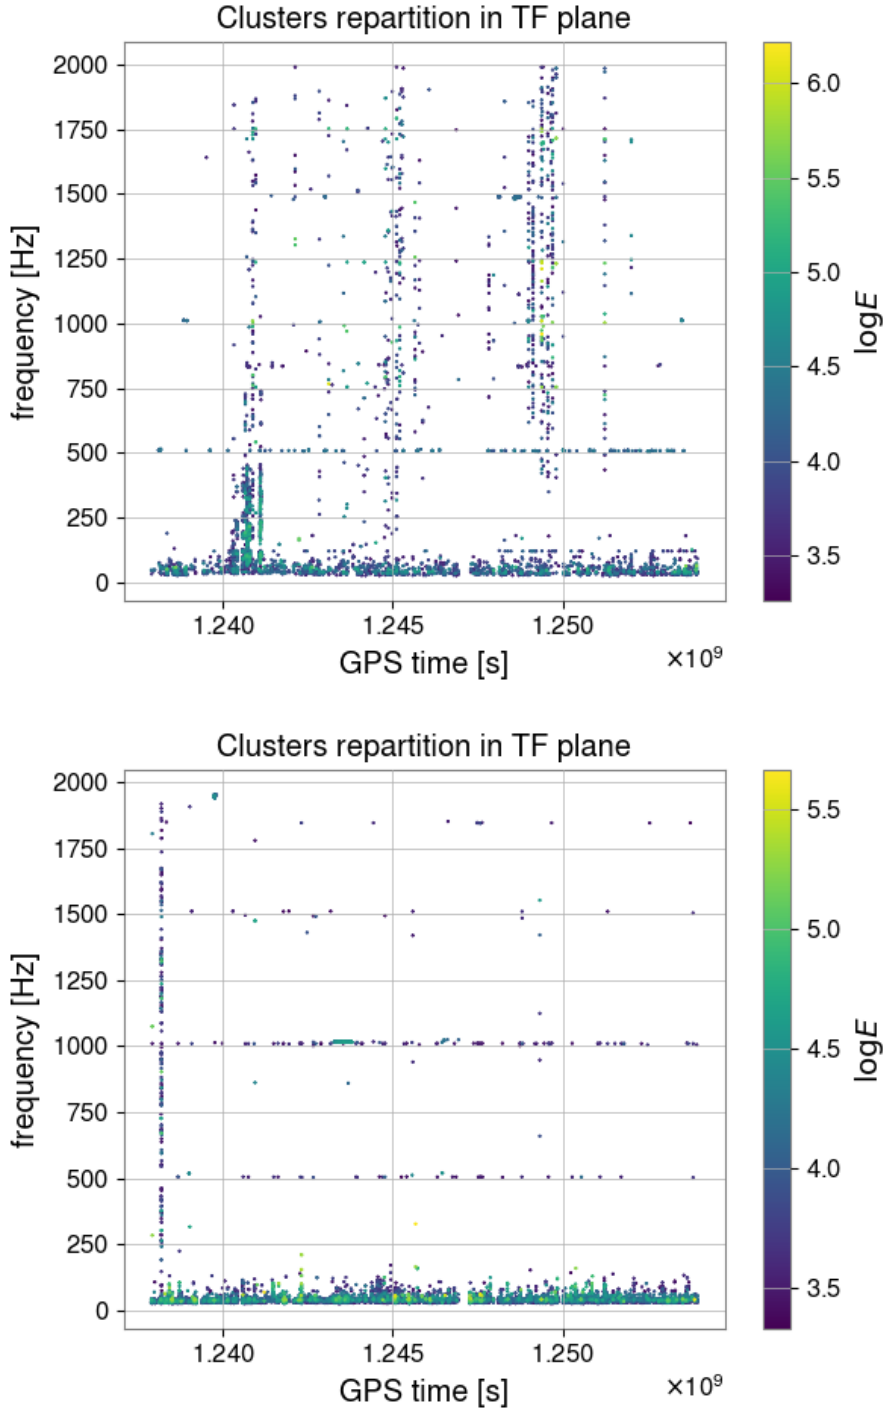 Clusters repartition in TF plane
2000
1750
1500
1250
1000
750
500
250
0
frequency [Hz]
1.240 1.245 1.250
GPS time [s] ×10⁹
6.0
5.5
5.0
4.5
4.0
3.5
logE
Clusters repartition in TF plane
2000
1750
1500
1250
1000
750
500
250
0
frequency [Hz]
1.240 1.245 1.250
GPS time [s] ×10⁹
5.5
5.0
4.5
4.0
3.5
logE